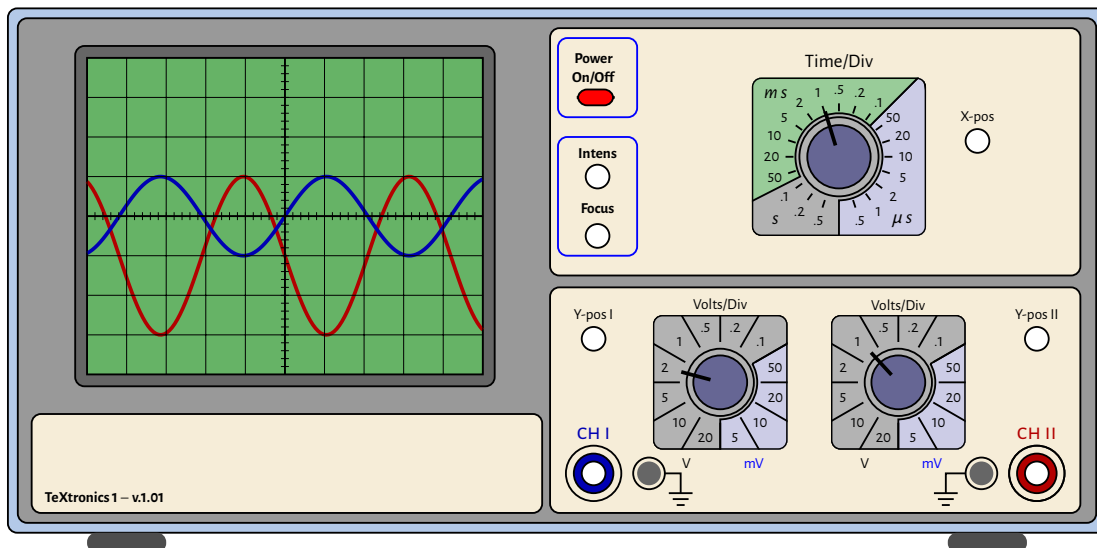 Power
On/Off
Intens
Focus
Time/Div
m s
.5
.2
1
.1
2
50
5
20
10
10
20
5
50
2
.1
1
.2
.5
.5
s
μ s
X-pos
Y-pos I
Volts/Div
.5
.2
1
.1
2
50
5
20
10
10
20
5
V
mV
CH I
Volts/Div
.5
.2
1
.1
2
50
5
20
10
10
20
5
V
mV
Y-pos II
CH II
TeXtronics 1 – v.1.01